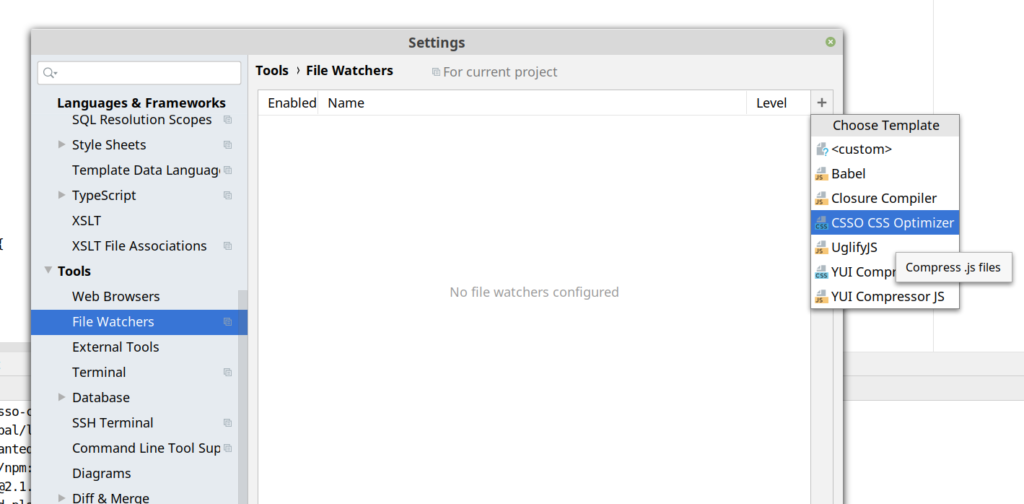 Settings
Tools › File Watchers
For current project
Languages & Frameworks
SQL Resolution Scopes
Style Sheets
Template Data Languag
TypeScript
XSLT
XSLT File Associations
Tools
Web Browsers
File Watchers
External Tools
Terminal
Database
SSH Terminal
Command Line Tool Sup
Diagrams
Diff & Merge
Enabled Name Level
No file watchers configured
Choose Template
<custom>
Babel
Closure Compiler
CSSO CSS Optimizer
UglifyJS
YUI Compr
YUI Compressor JS
Compress .js files
{
sso-c
bal/l
anted
/npm:
@2.1.